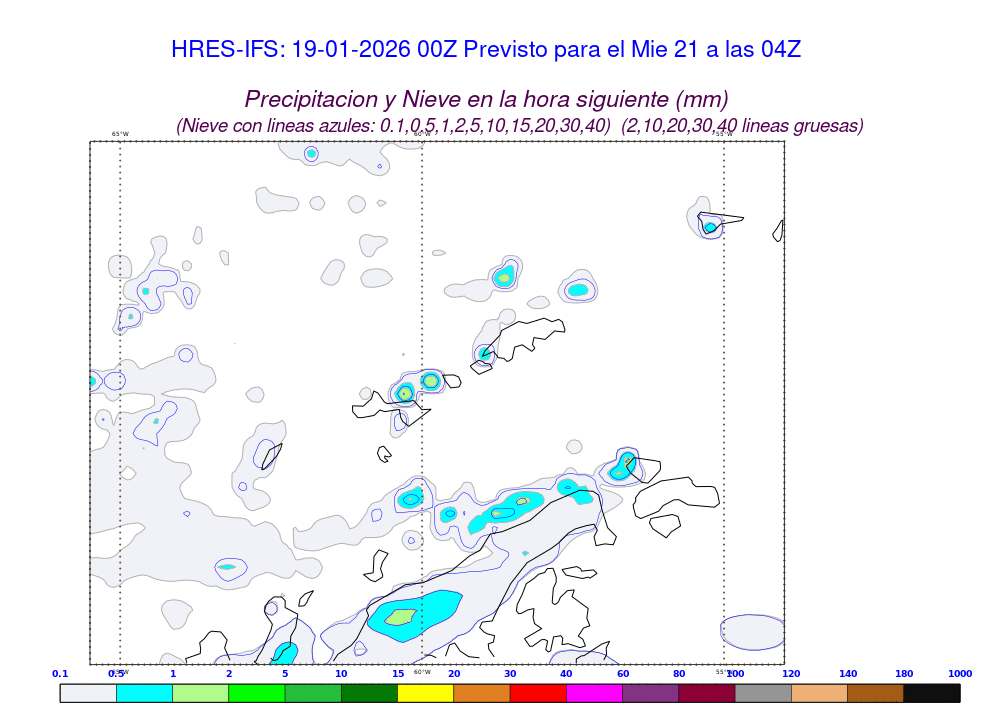 HRES-IFS: 19-01-2026 00Z Previsto para el Mie 21 a las 04Z
Precipitacion y Nieve en la hora siguiente (mm)
(Nieve con lineas azules: 0.1,0.5,1,2,5,10,15,20,30,40) (2,10,20,30,40 lineas gruesas)
65°W 60°W 55°W
65°W 60°W 55°W
0.1 0.5 1 2 5 10 15 20 30 40 60 80 100 120 140 180 1000